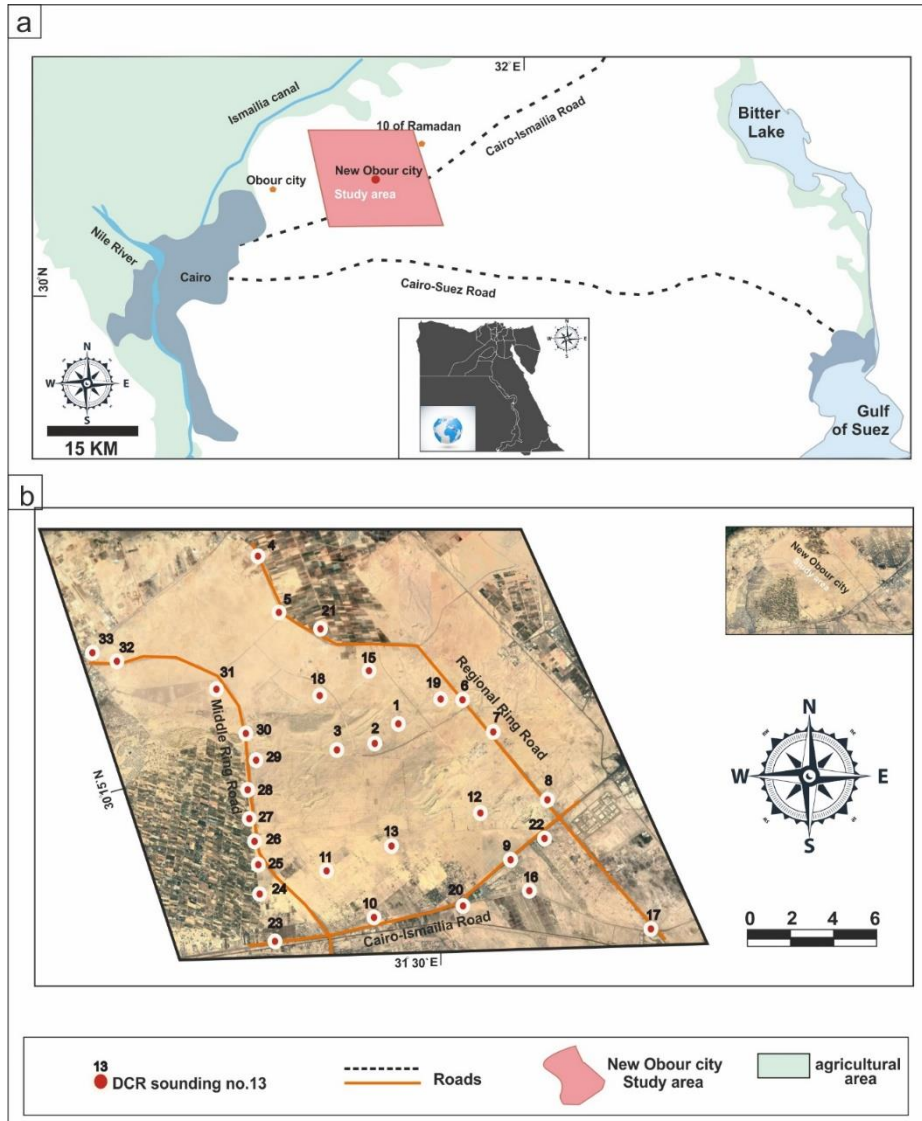 a
32°E
Ismailia canal
10 of Ramadan
Cairo-Ismailia Road
Bitter
Lake
Obour city
New Obour city
Study area
Nile River
Cairo
30°N
Cairo-Suez Road
N
W
E
S
15 KM
N
W
E
S
Gulf
of Suez
b
4
5
21
33
32
31
15
18
19
6
Regional Ring Road
1
7
2
3
30
Middle Ring Road
29
28
8
27
12
26
22
25
13
9
11
24
16
10
20
17
23
Cairo-Ismailia Road
30°15'N
31°30'E
New Obour city
Study area
N
W
E
S
0 2 4 6
13
DCR sounding no.13
Roads
New Obour city
Study area
agricultural
area